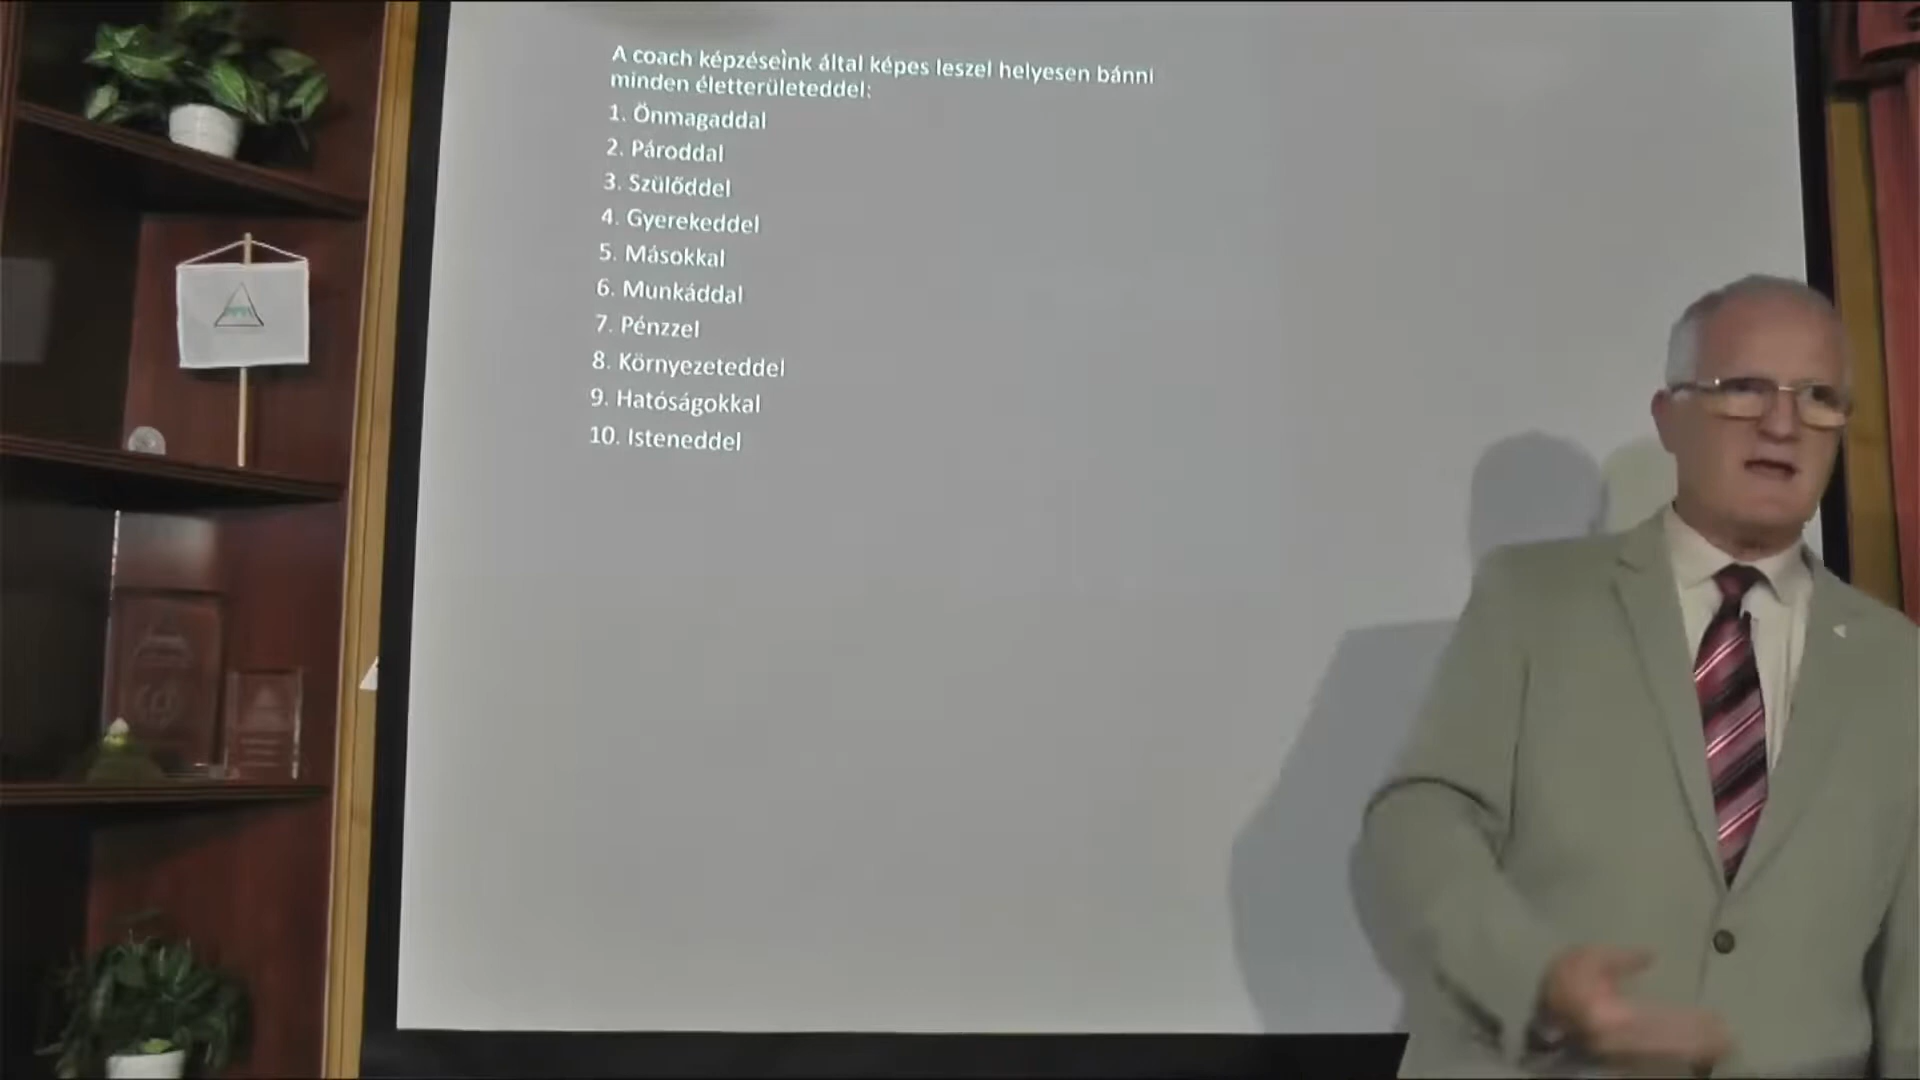 A coach képzéseink által képes leszel helyesen bánni
minden életterületeddel:
1. Önmagaddal
2. Pároddal
3. Szülőddel
4. Gyerekeddel
5. Másokkal
6. Munkáddal
7. Pénzzel
8. Környezeteddel
9. Hatóságokkal
10. Isteneddel